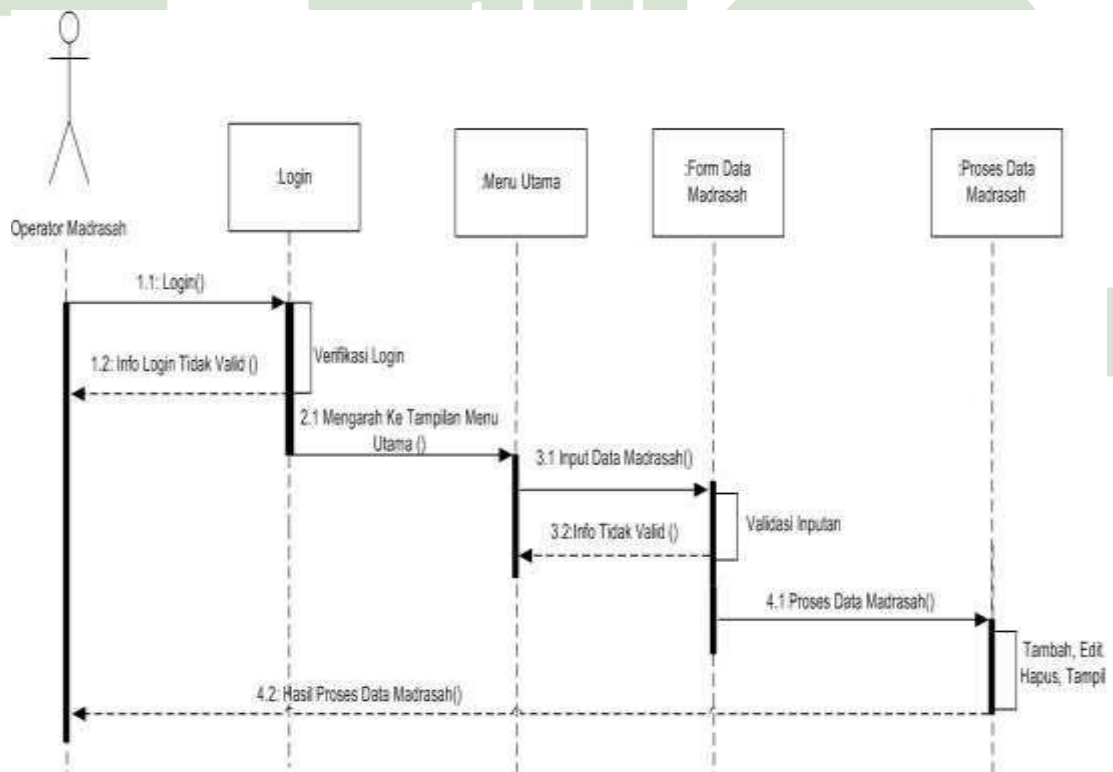 :Login
:Menu Utama
:Form Data
Madrasah
:Proses Data
Madrasah
Operator Madrasah
1.1: Login()
Verifikasi Login
1.2: Info Login Tidak Valid ()
2.1 Mengarah Ke Tampilan Menu
Utama ()
3.1 Input Data Madrasah()
Validasi Inputan
3.2:Info Tidak Valid ()
4.1 Proses Data Madrasah()
Tambah, Edit
Hapus, Tampil
4.2: Hasil Proses Data Madrasah()